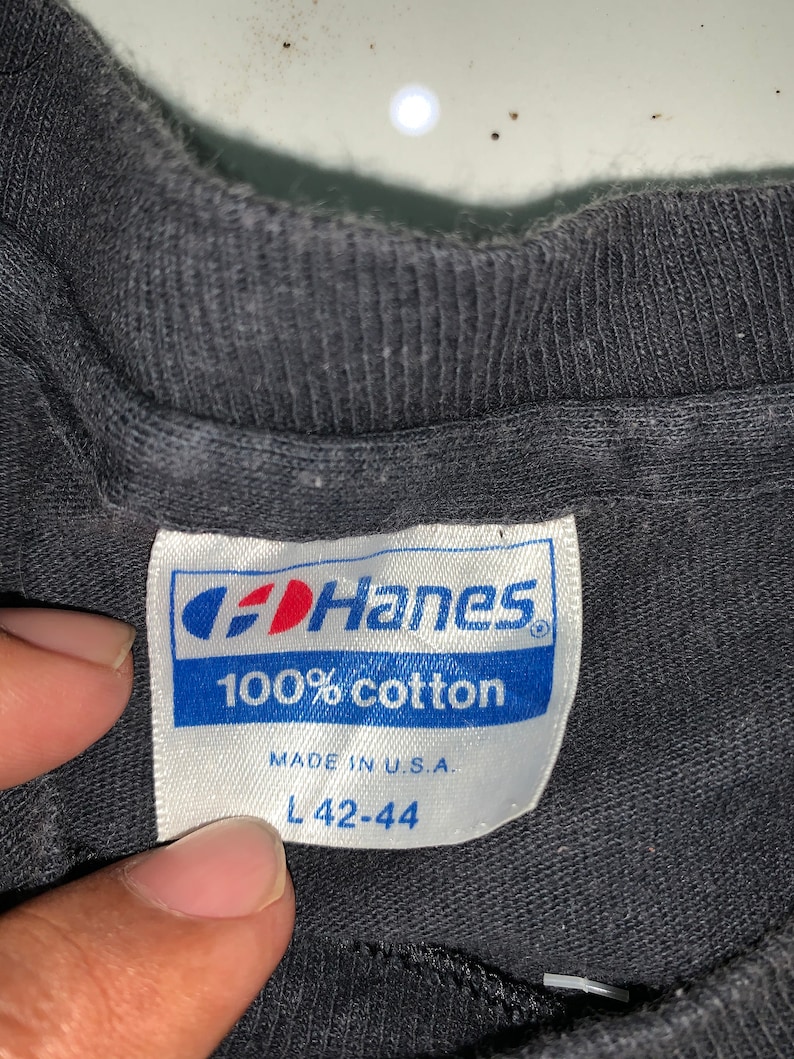 Hanes®
100% cotton
MADE IN U.S.A.
L 42-44